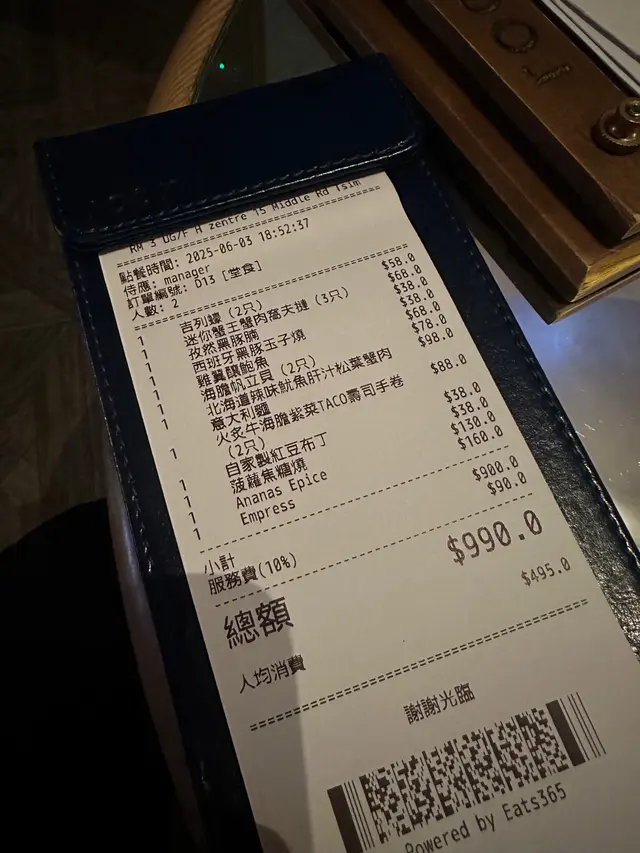 RM 3 UG/F H Zentre 15 Middle Rd Tsim
點餐時間: 2025-06-03 18:52:37
侍應: manager
訂單編號: 013 [堂食]
人數: 2
1 吉列蠔 (2只) $58.0
1 迷你蟹王蟹肉窩夫撻 (3只) $68.0
1 孜然黑豚腩 $38.0
1 西班牙黑豚玉子燒 $38.0
1 雞翼釀鮑魚 $68.0
1 海膽帆立貝 (2只) $78.0
1 北海道辣味魷魚肝汁松葉蟹肉 $98.0
意大利麵
1 火炙牛海膽紫菜TACO壽司手卷 $88.0
(2只)
1 自家製紅豆布丁 $38.0
1 菠蘿焦糖燒 $38.0
1 Ananas Epice $130.0
1 Empress $160.0
小計 $900.0
服務費(10%) $90.0
總額 $990.0
人均消費 $495.0
謝謝光臨
Powered by Eats365